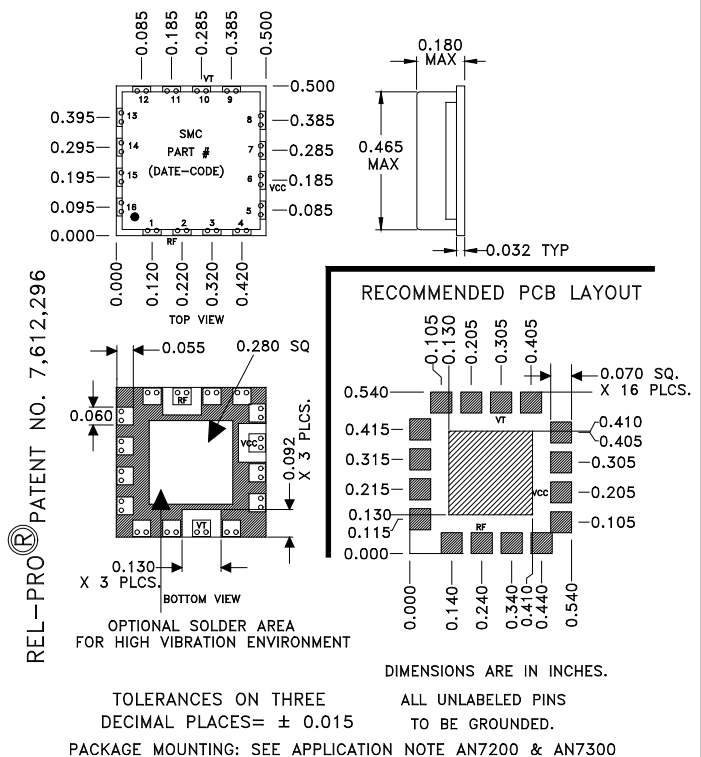 0.085
0.185
0.285
0.385
0.500
VT
12 11 10 9
0.500
0.395
13
8
0.385
SMC
PART #
(DATE-CODE)
0.295
14
7
0.285
0.195
15
6
VCC
0.185
0.095
16
5
0.085
1 2 3 4
0.000
RF
0.000
0.120
0.220
0.320
0.420
TOP VIEW
0.180
MAX
0.465
MAX
0.032 TYP
REL-PRO® PATENT NO. 7,612,296
0.055
0.280 SQ
0.060
RF
VCC
0.092
X 3 PLCS.
VT
0.130
X 3 PLCS.
BOTTOM VIEW
OPTIONAL SOLDER AREA
FOR HIGH VIBRATION ENVIRONMENT
RECOMMENDED PCB LAYOUT
0.105
0.130
0.205
0.305
0.405
0.070 SQ.
X 16 PLCS.
0.540
VT
0.415
0.410
0.405
0.315
0.305
0.215
VCC
0.205
0.130
0.115
RF
0.105
0.000
0.000
0.140
0.240
0.340
0.410
0.440
0.540
DIMENSIONS ARE IN INCHES.
TOLERANCES ON THREE
DECIMAL PLACES= ± 0.015
ALL UNLABELED PINS
TO BE GROUNDED.
PACKAGE MOUNTING: SEE APPLICATION NOTE AN7200 & AN7300